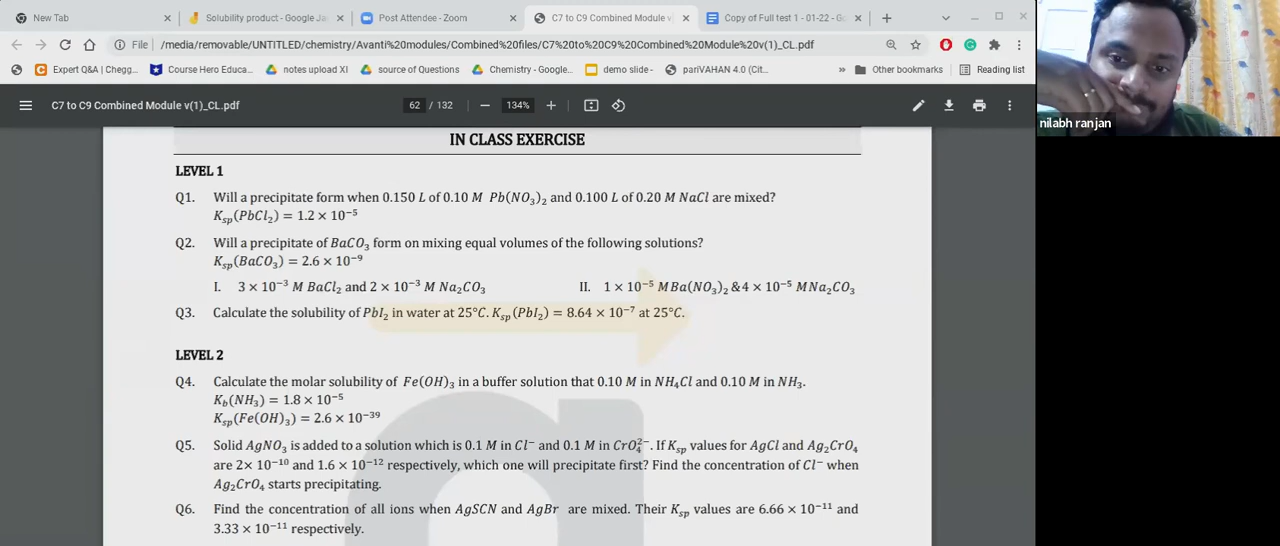 New Tab
Solubility product - Google Ja
Post Attendee - Zoom
C7 to C9 Combined Module v
Copy of Full test 1 - 01-22 - Go
File | /media/removable/UNTITLED/chemistry/Avanti%20modules/Combined%20files/C7%20to%20C9%20Combined%20Module%20v(1)_CL.pdf
Apps
Expert Q&A | Chegg...
Course Hero Educa...
notes upload XI
source of Questions
Chemistry - Google...
demo slide -
pariVAHAN 4.0 (Cit...
»
Other bookmarks
Reading list
C7 to C9 Combined Module v(1)_CL.pdf
62 / 132
134%
nilabh ranjan
IN CLASS EXERCISE
LEVEL 1
Q1. Will a precipitate form when 0.150 L of 0.10 M Pb(NO₃)₂ and 0.100 L of 0.20 M NaCl are mixed?
Kₛₚ(PbCl₂) = 1.2 × 10⁻⁵
Q2. Will a precipitate of BaCO₃ form on mixing equal volumes of the following solutions?
Kₛₚ(BaCO₃) = 2.6 × 10⁻⁹
I. 3 × 10⁻³ M BaCl₂ and 2 × 10⁻³ M Na₂CO₃ II. 1 × 10⁻⁵ M Ba(NO₃)₂ & 4 × 10⁻⁵ M Na₂CO₃
Q3. Calculate the solubility of PbI₂ in water at 25°C. Kₛₚ(PbI₂) = 8.64 × 10⁻⁷ at 25°C.
LEVEL 2
Q4. Calculate the molar solubility of Fe(OH)₃ in a buffer solution that 0.10 M in NH₄Cl and 0.10 M in NH₃.
K_b(NH₃) = 1.8 × 10⁻⁵
Kₛₚ(Fe(OH)₃) = 2.6 × 10⁻³⁹
Q5. Solid AgNO₃ is added to a solution which is 0.1 M in Cl⁻ and 0.1 M in CrO₄²⁻. If Kₛₚ values for AgCl and Ag₂CrO₄
are 2× 10⁻¹⁰ and 1.6 × 10⁻¹² respectively, which one will precipitate first? Find the concentration of Cl⁻ when
Ag₂CrO₄ starts precipitating.
Q6. Find the concentration of all ions when AgSCN and AgBr are mixed. Their Kₛₚ values are 6.66 × 10⁻¹¹ and
3.33 × 10⁻¹¹ respectively.